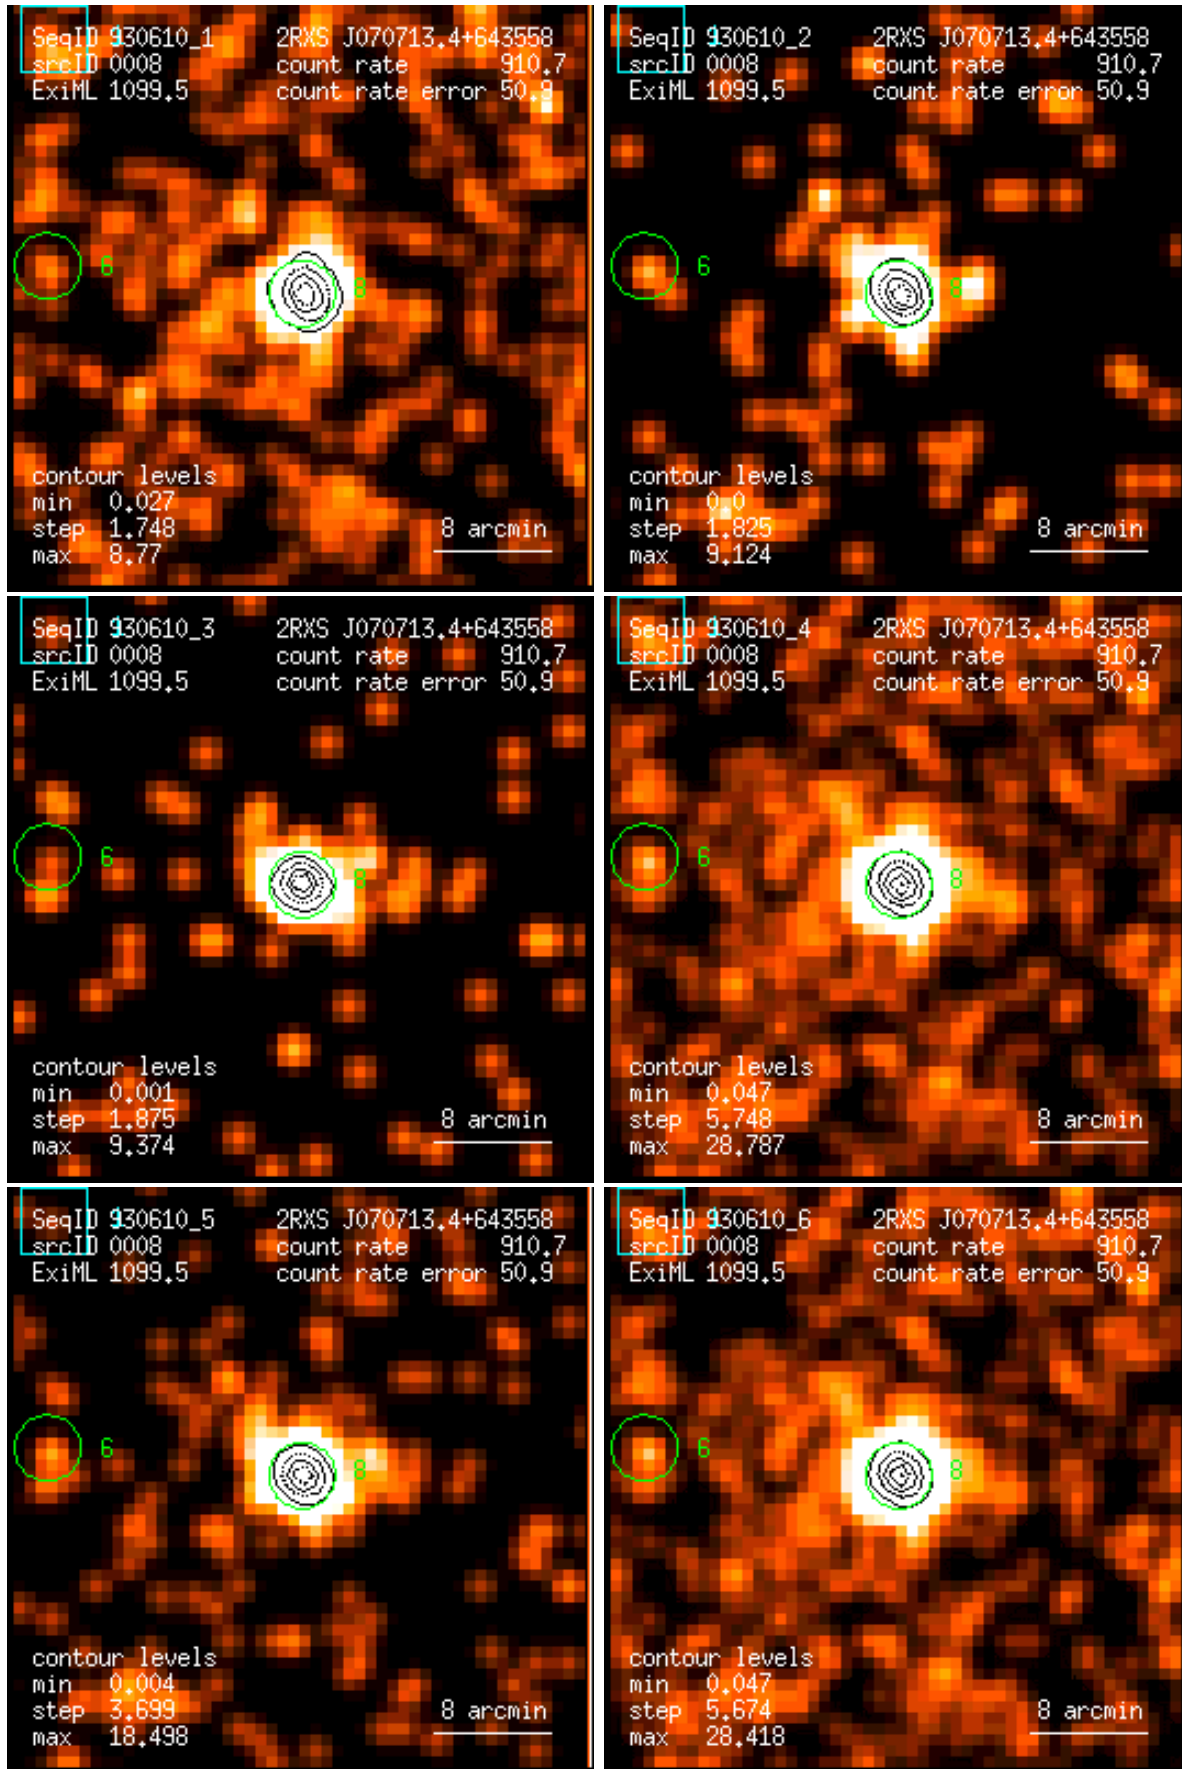 SeqID 930610_1 2RXS J070713.4+643558
srcID 0008 count rate 910.7
ExiML 1099.5 count rate error 50.9
6
8
contour levels
min 0.027
step 1.748 8 arcmin
max 8.77
SeqID 930610_2 2RXS J070713.4+643558
srcID 0008 count rate 910.7
ExiML 1099.5 count rate error 50.9
6
8
contour levels
min 0.0
step 1.825 8 arcmin
max 9.124
SeqID 930610_3 2RXS J070713.4+643558
srcID 0008 count rate 910.7
ExiML 1099.5 count rate error 50.9
6
8
contour levels
min 0.001
step 1.875 8 arcmin
max 9.374
SeqID 930610_4 2RXS J070713.4+643558
srcID 0008 count rate 910.7
ExiML 1099.5 count rate error 50.9
6
8
contour levels
min 0.047
step 5.748 8 arcmin
max 28.787
SeqID 930610_5 2RXS J070713.4+643558
srcID 0008 count rate 910.7
ExiML 1099.5 count rate error 50.9
6
8
contour levels
min 0.004
step 3.699 8 arcmin
max 18.498
SeqID 930610_6 2RXS J070713.4+643558
srcID 0008 count rate 910.7
ExiML 1099.5 count rate error 50.9
6
8
contour levels
min 0.047
step 5.674 8 arcmin
max 28.418